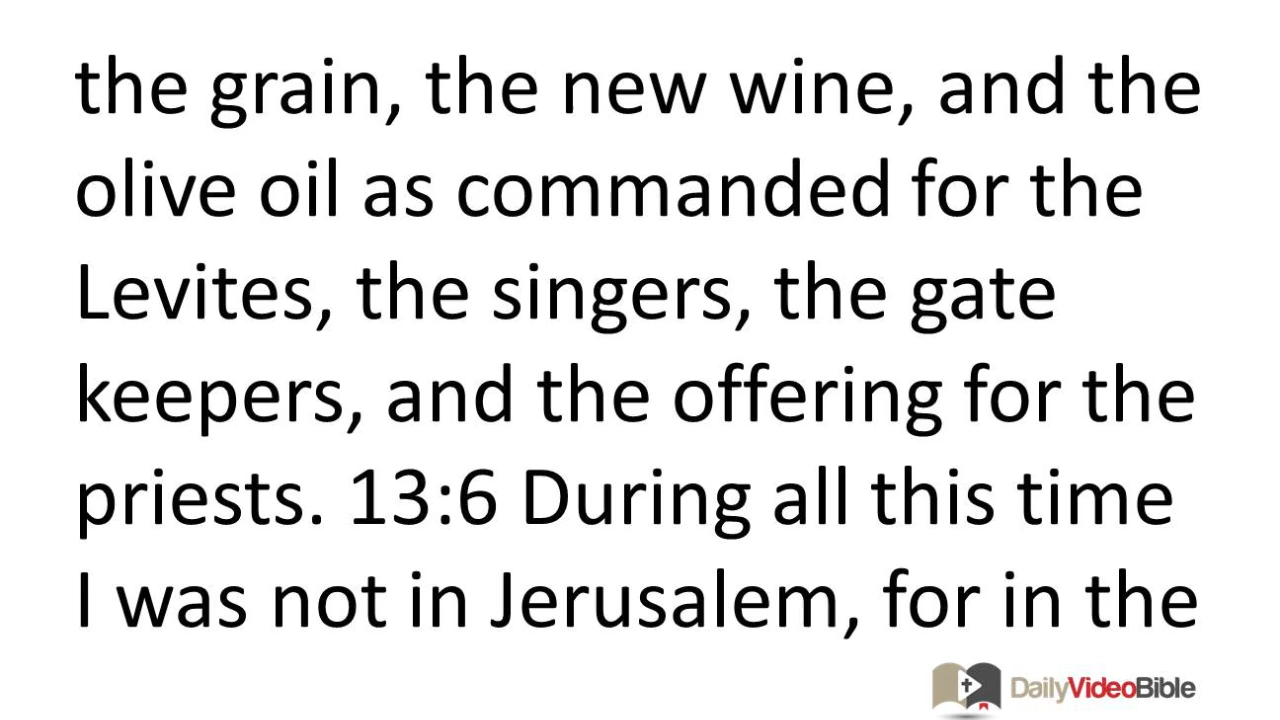 the grain, the new wine, and the
olive oil as commanded for the
Levites, the singers, the gate
keepers, and the offering for the
priests. 13:6 During all this time
I was not in Jerusalem, for in the
DailyVideoBible